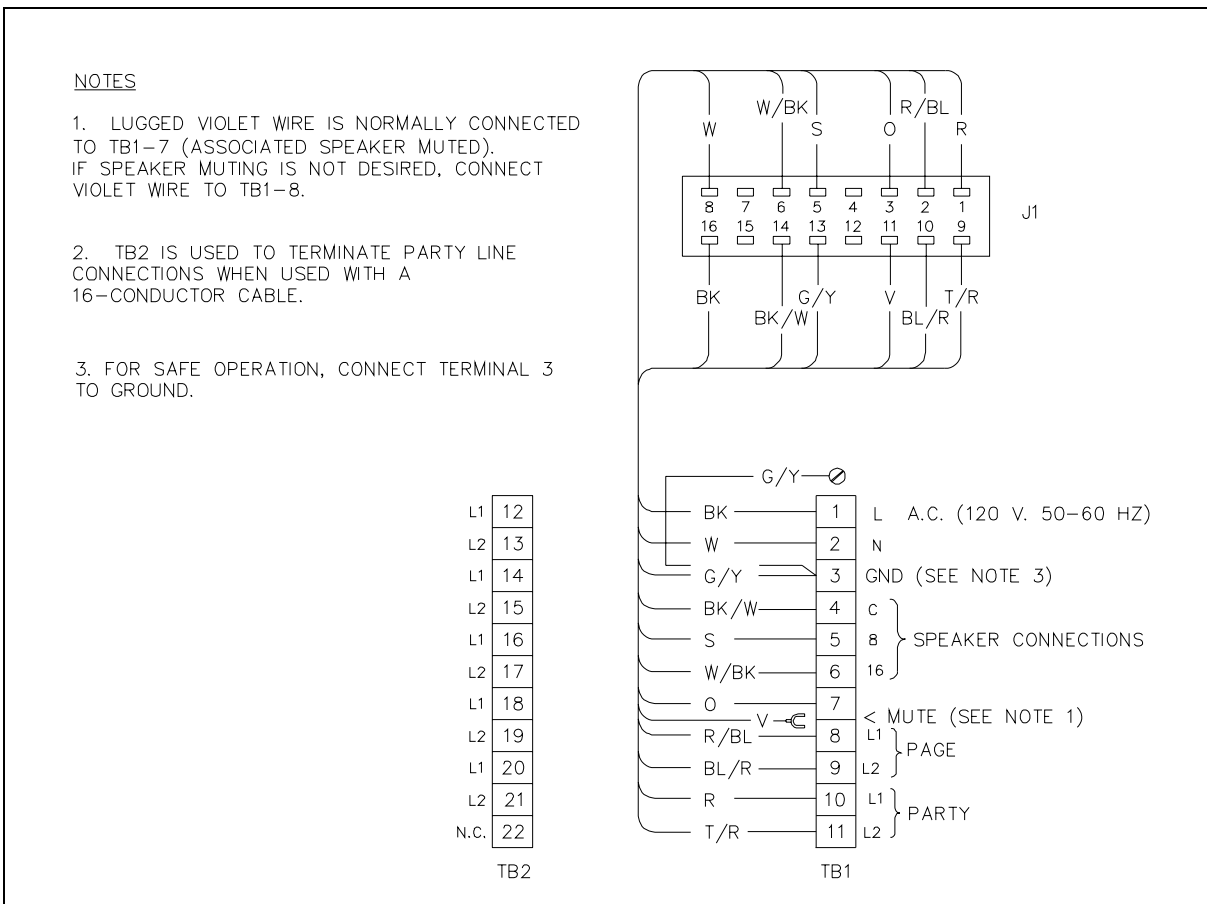 NOTES
1. LUGGED VIOLET WIRE IS NORMALLY CONNECTED
TO TB1-7 (ASSOCIATED SPEAKER MUTED).
IF SPEAKER MUTING IS NOT DESIRED, CONNECT
VIOLET WIRE TO TB1-8.
2. TB2 IS USED TO TERMINATE PARTY LINE
CONNECTIONS WHEN USED WITH A
16-CONDUCTOR CABLE.
3. FOR SAFE OPERATION, CONNECT TERMINAL 3
TO GROUND.
W/BK R/BL
W S O R
8 7 6 5 4 3 2 1
16 15 14 13 12 11 10 9
J1
BK G/Y V T/R
BK/W BL/R
L1 12
L2 13
L1 14
L2 15
L1 16
L2 17
L1 18
L2 19
L1 20
L2 21
N.C. 22
TB2
G/Y
BK 1 L A.C. (120 V. 50-60 HZ)
W 2 N
G/Y 3 GND (SEE NOTE 3)
BK/W 4 C
S 5 8 SPEAKER CONNECTIONS
W/BK 6 16
O 7
V < MUTE (SEE NOTE 1)
R/BL 8 L1
PAGE
BL/R 9 L2
R 10 L1
PARTY
T/R 11 L2
TB1